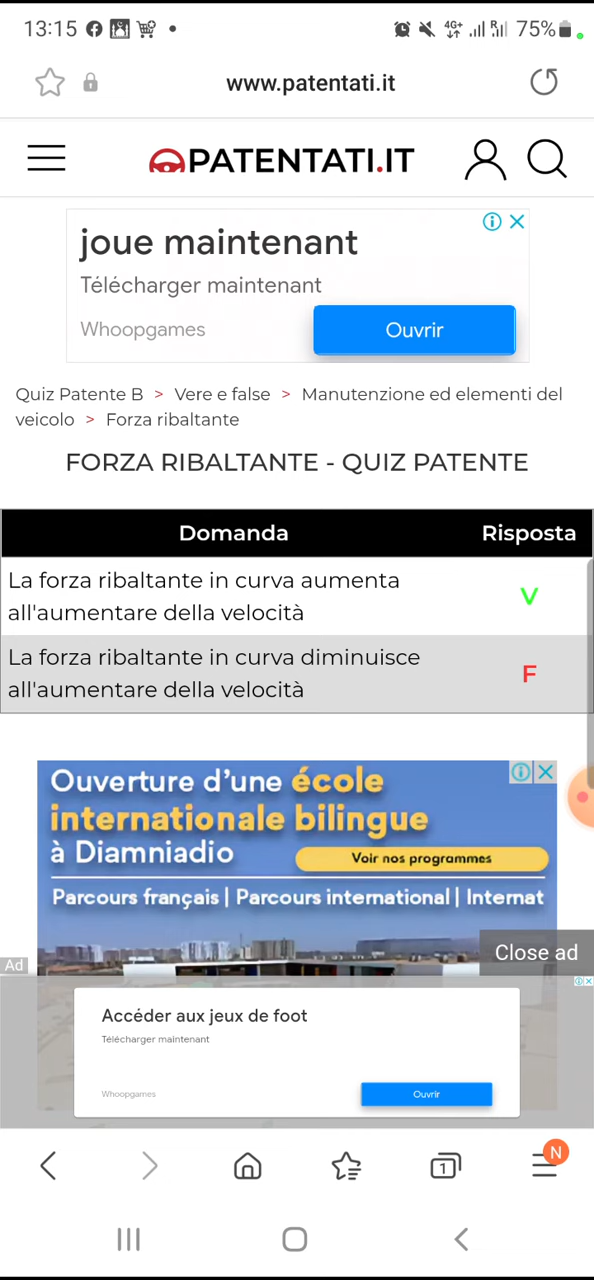 13:15
4G+
R
75%
www.patentati.it
PATENTATI.IT
joue maintenant
Télécharger maintenant
Whoopgames
Ouvrir
Quiz Patente B > Vere e false > Manutenzione ed elementi del
veicolo > Forza ribaltante
FORZA RIBALTANTE - QUIZ PATENTE
Domanda Risposta
La forza ribaltante in curva aumenta
all'aumentare della velocità
V
La forza ribaltante in curva diminuisce
all'aumentare della velocità
F
Ouverture d'une école
internationale bilingue
à Diamniadio
Voir nos programmes
Parcours français | Parcours international | Internat
Close ad
Ad
Accéder aux jeux de foot
Télécharger maintenant
Whoopgames
Ouvrir
1
N